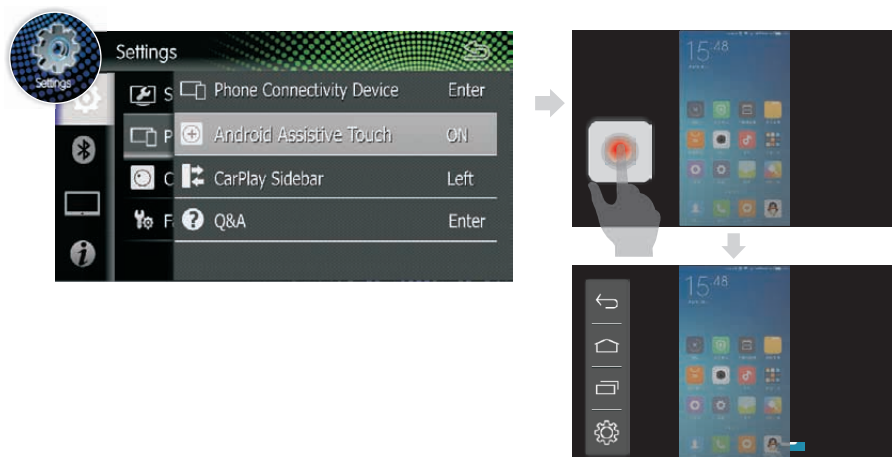 Settings
Settings
S
Phone Connectivity Device Enter
P
Android Assistive Touch ON
C
CarPlay Sidebar Left
F
Q&A Enter
15:48
15:48